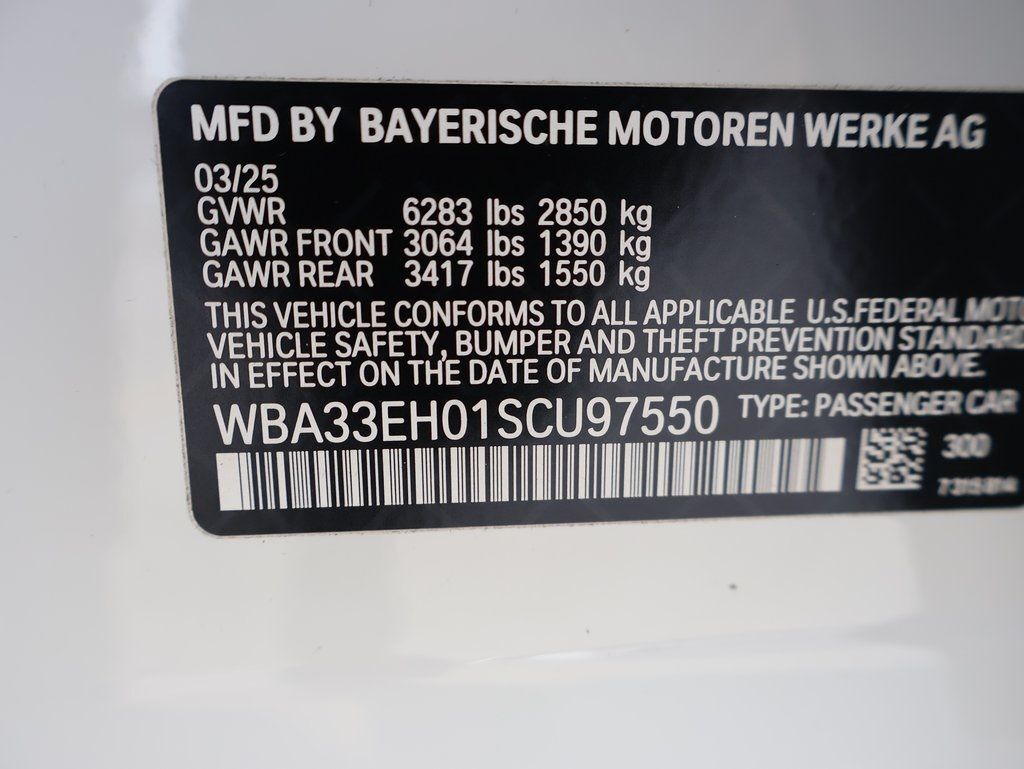 MFD BY BAYERISCHE MOTOREN WERKE AG
03/25
GVWR 6283 lbs 2850 kg
GAWR FRONT 3064 lbs 1390 kg
GAWR REAR 3417 lbs 1550 kg
THIS VEHICLE CONFORMS TO ALL APPLICABLE U.S.FEDERAL MOTO
VEHICLE SAFETY, BUMPER AND THEFT PREVENTION STANDARD
IN EFFECT ON THE DATE OF MANUFACTURE SHOWN ABOVE.
WBA33EH01SCU97550 TYPE: PASSENGER CAR
300